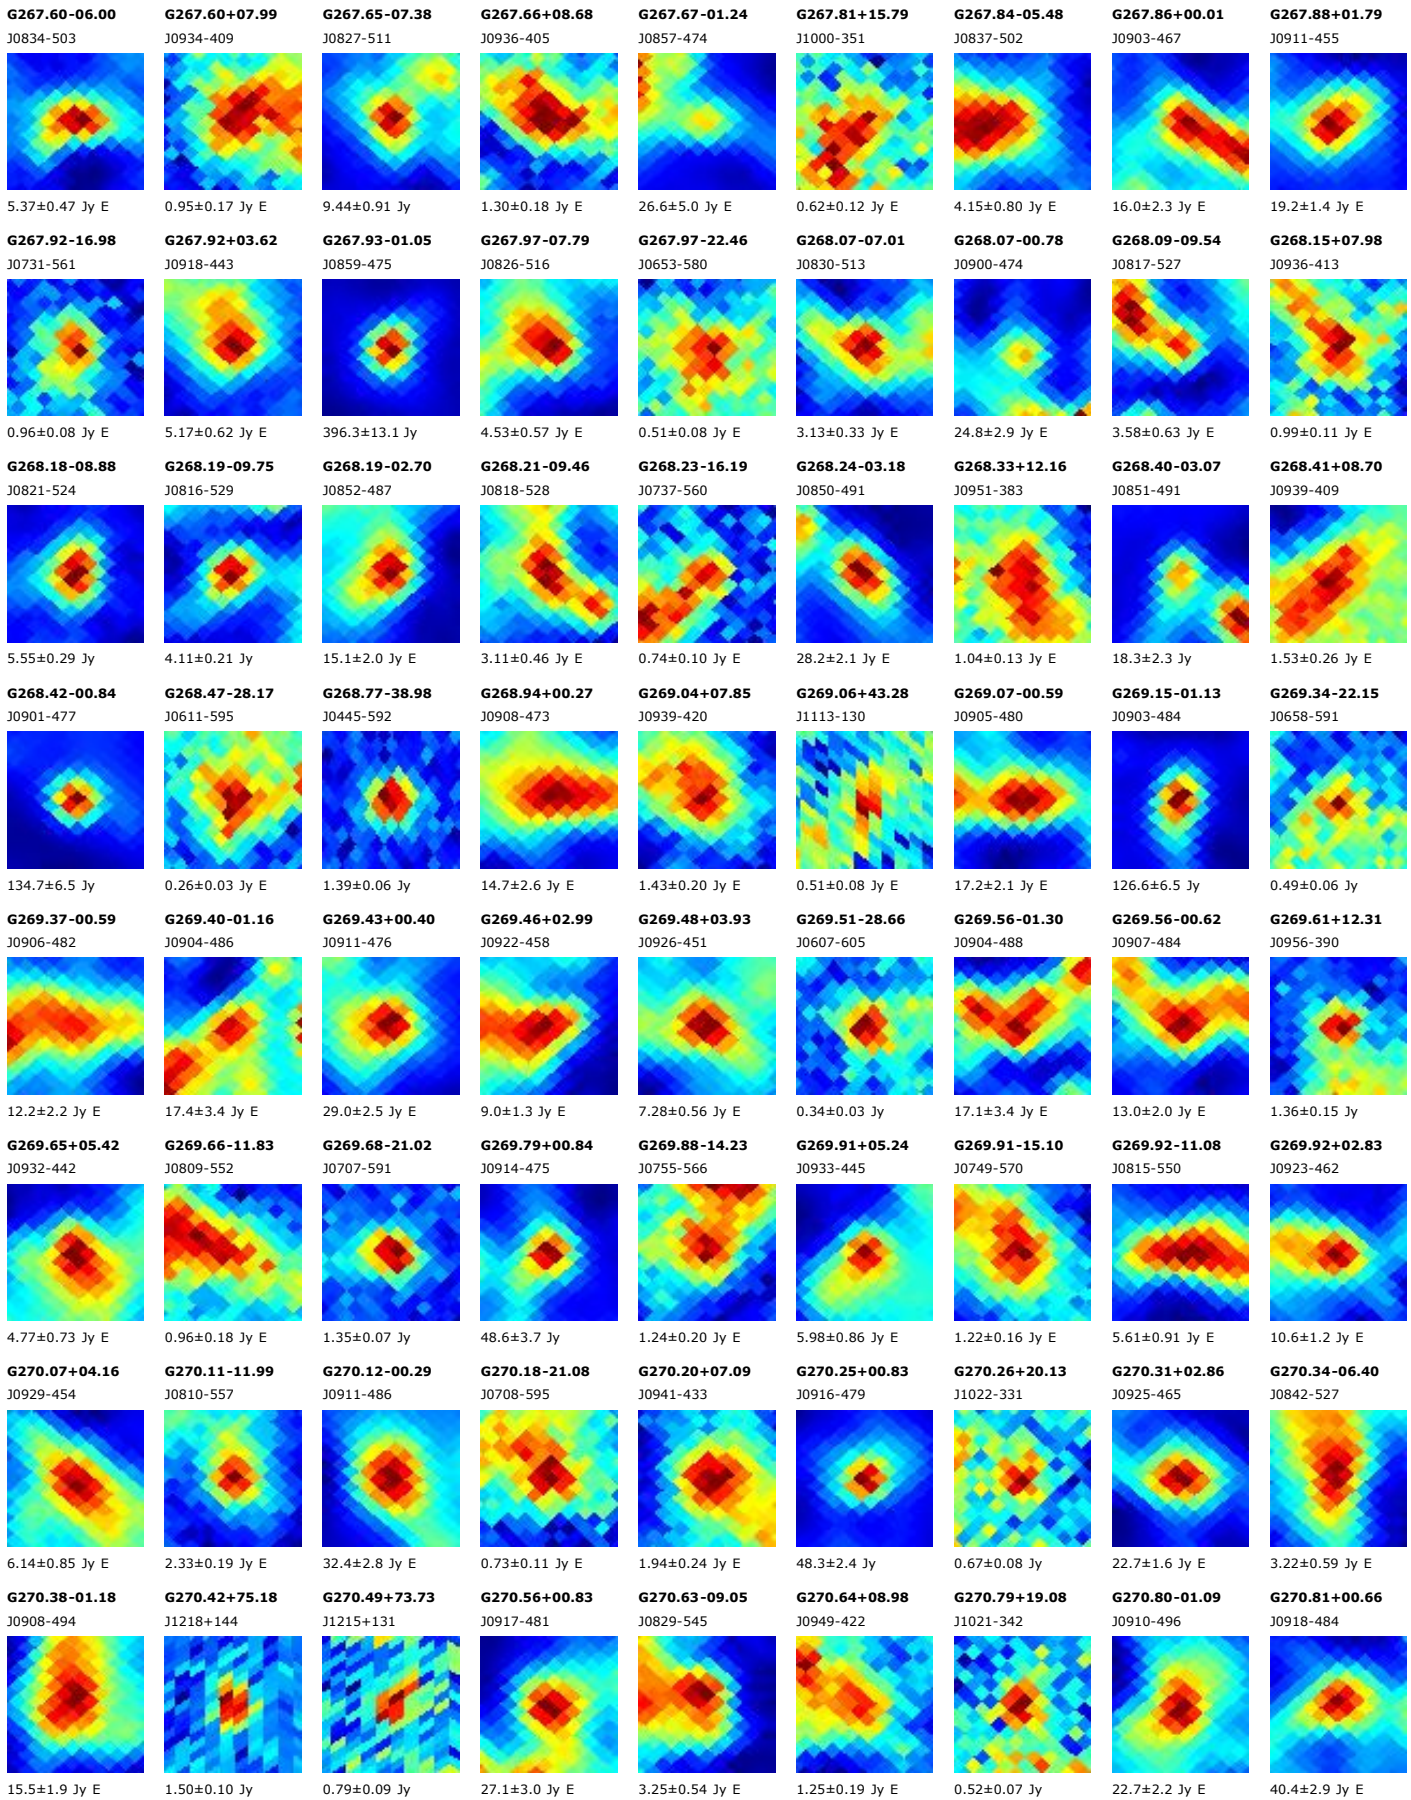 G267.60-06.00 G267.60+07.99 G267.65-07.38 G267.66+08.68 G267.67-01.24 G267.81+15.79 G267.84-05.48 G267.86+00.01 G267.88+01.79
J0834-503 J0934-409 J0827-511 J0936-405 J0857-474 J1000-351 J0837-502 J0903-467 J0911-455
5.37±0.47 Jy E 0.95±0.17 Jy E 9.44±0.91 Jy 1.30±0.18 Jy E 26.6±5.0 Jy E 0.62±0.12 Jy E 4.15±0.80 Jy E 16.0±2.3 Jy E 19.2±1.4 Jy E
G267.92-16.98 G267.92+03.62 G267.93-01.05 G267.97-07.79 G267.97-22.46 G268.07-07.01 G268.07-00.78 G268.09-09.54 G268.15+07.98
J0731-561 J0918-443 J0859-475 J0826-516 J0653-580 J0830-513 J0900-474 J0817-527 J0936-413
0.96±0.08 Jy E 5.17±0.62 Jy E 396.3±13.1 Jy 4.53±0.57 Jy E 0.51±0.08 Jy E 3.13±0.33 Jy E 24.8±2.9 Jy E 3.58±0.63 Jy E 0.99±0.11 Jy E
G268.18-08.88 G268.19-09.75 G268.19-02.70 G268.21-09.46 G268.23-16.19 G268.24-03.18 G268.33+12.16 G268.40-03.07 G268.41+08.70
J0821-524 J0816-529 J0852-487 J0818-528 J0737-560 J0850-491 J0951-383 J0851-491 J0939-409
5.55±0.29 Jy 4.11±0.21 Jy 15.1±2.0 Jy E 3.11±0.46 Jy E 0.74±0.10 Jy E 28.2±2.1 Jy E 1.04±0.13 Jy E 18.3±2.3 Jy 1.53±0.26 Jy E
G268.42-00.84 G268.47-28.17 G268.77-38.98 G268.94+00.27 G269.04+07.85 G269.06+43.28 G269.07-00.59 G269.15-01.13 G269.34-22.15
J0901-477 J0611-595 J0445-592 J0908-473 J0939-420 J1113-130 J0905-480 J0903-484 J0658-591
134.7±6.5 Jy 0.26±0.03 Jy E 1.39±0.06 Jy 14.7±2.6 Jy E 1.43±0.20 Jy E 0.51±0.08 Jy E 17.2±2.1 Jy E 126.6±6.5 Jy 0.49±0.06 Jy
G269.37-00.59 G269.40-01.16 G269.43+00.40 G269.46+02.99 G269.48+03.93 G269.51-28.66 G269.56-01.30 G269.56-00.62 G269.61+12.31
J0906-482 J0904-486 J0911-476 J0922-458 J0926-451 J0607-605 J0904-488 J0907-484 J0956-390
12.2±2.2 Jy E 17.4±3.4 Jy E 29.0±2.5 Jy E 9.0±1.3 Jy E 7.28±0.56 Jy E 0.34±0.03 Jy 17.1±3.4 Jy E 13.0±2.0 Jy E 1.36±0.15 Jy
G269.65+05.42 G269.66-11.83 G269.68-21.02 G269.79+00.84 G269.88-14.23 G269.91+05.24 G269.91-15.10 G269.92-11.08 G269.92+02.83
J0932-442 J0809-552 J0707-591 J0914-475 J0755-566 J0933-445 J0749-570 J0815-550 J0923-462
4.77±0.73 Jy E 0.96±0.18 Jy E 1.35±0.07 Jy 48.6±3.7 Jy 1.24±0.20 Jy E 5.98±0.86 Jy E 1.22±0.16 Jy E 5.61±0.91 Jy E 10.6±1.2 Jy E
G270.07+04.16 G270.11-11.99 G270.12-00.29 G270.18-21.08 G270.20+07.09 G270.25+00.83 G270.26+20.13 G270.31+02.86 G270.34-06.40
J0929-454 J0810-557 J0911-486 J0708-595 J0941-433 J0916-479 J1022-331 J0925-465 J0842-527
6.14±0.85 Jy E 2.33±0.19 Jy E 32.4±2.8 Jy E 0.73±0.11 Jy E 1.94±0.24 Jy E 48.3±2.4 Jy 0.67±0.08 Jy 22.7±1.6 Jy E 3.22±0.59 Jy E
G270.38-01.18 G270.42+75.18 G270.49+73.73 G270.56+00.83 G270.63-09.05 G270.64+08.98 G270.79+19.08 G270.80-01.09 G270.81+00.66
J0908-494 J1218+144 J1215+131 J0917-481 J0829-545 J0949-422 J1021-342 J0910-496 J0918-484
15.5±1.9 Jy E 1.50±0.10 Jy 0.79±0.09 Jy 27.1±3.0 Jy E 3.25±0.54 Jy E 1.25±0.19 Jy E 0.52±0.07 Jy 22.7±2.2 Jy E 40.4±2.9 Jy E